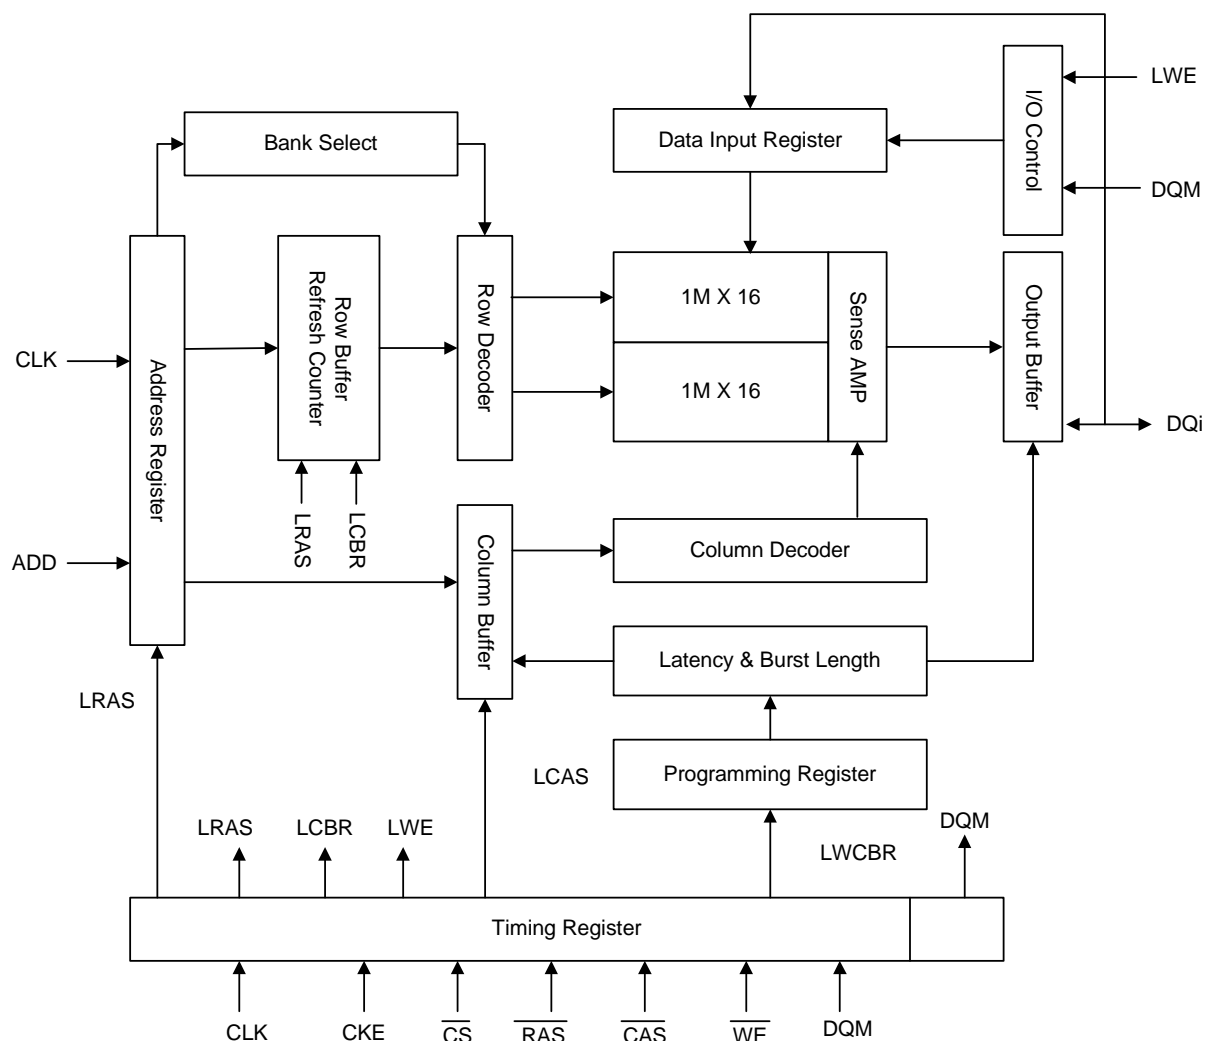 LWE
I/O Control
Bank Select
Data Input Register
DQM
Address Register
Row Buffer
Refresh Counter
Row Decoder
1M X 16
Sense AMP
Output Buffer
CLK
1M X 16
DQi
LRAS
LCBR
Column Buffer
Column Decoder
ADD
Latency & Burst Length
LRAS
LCAS
Programming Register
LRAS
LCBR
LWE
LWCBR
DQM
Timing Register
CLK
CKE
CS
RAS
CAS
WE
DQM